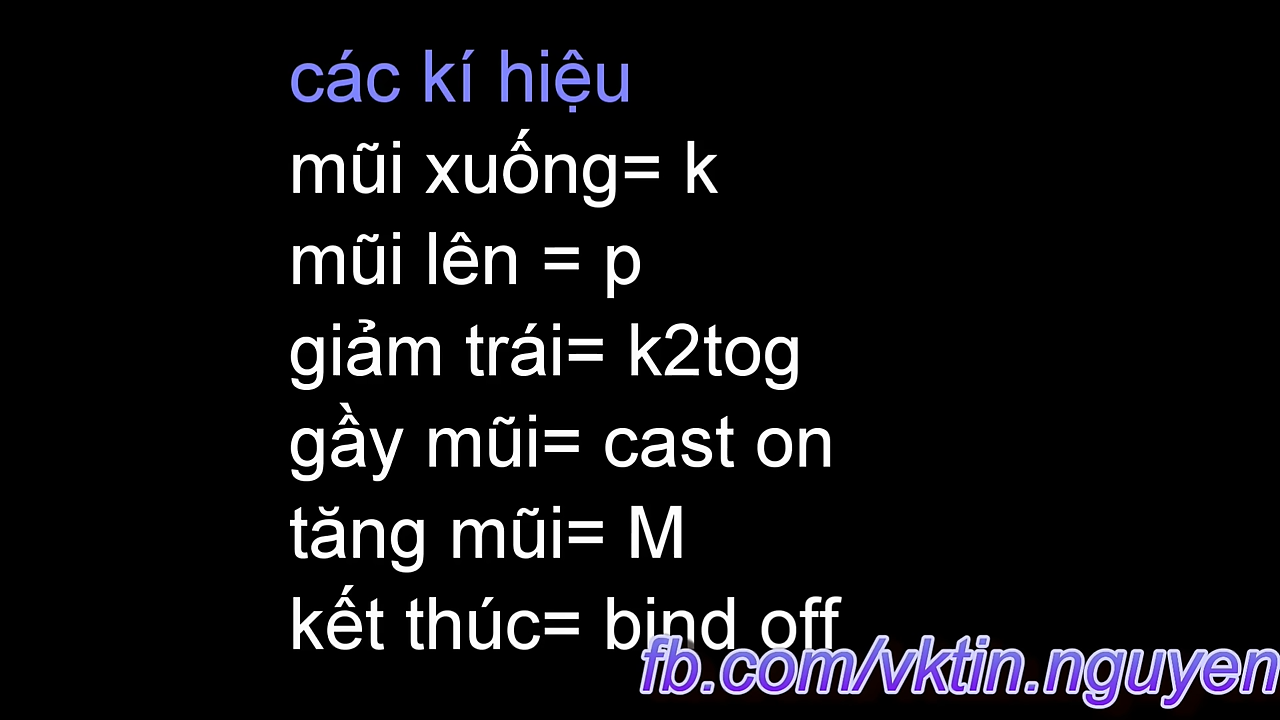 các kí hiệu
mũi xuống= k
mũi lên = p
giảm trái= k2tog
gầy mũi= cast on
tăng mũi= M
kết thúc= bind off
fb.com/vktin.nguyen